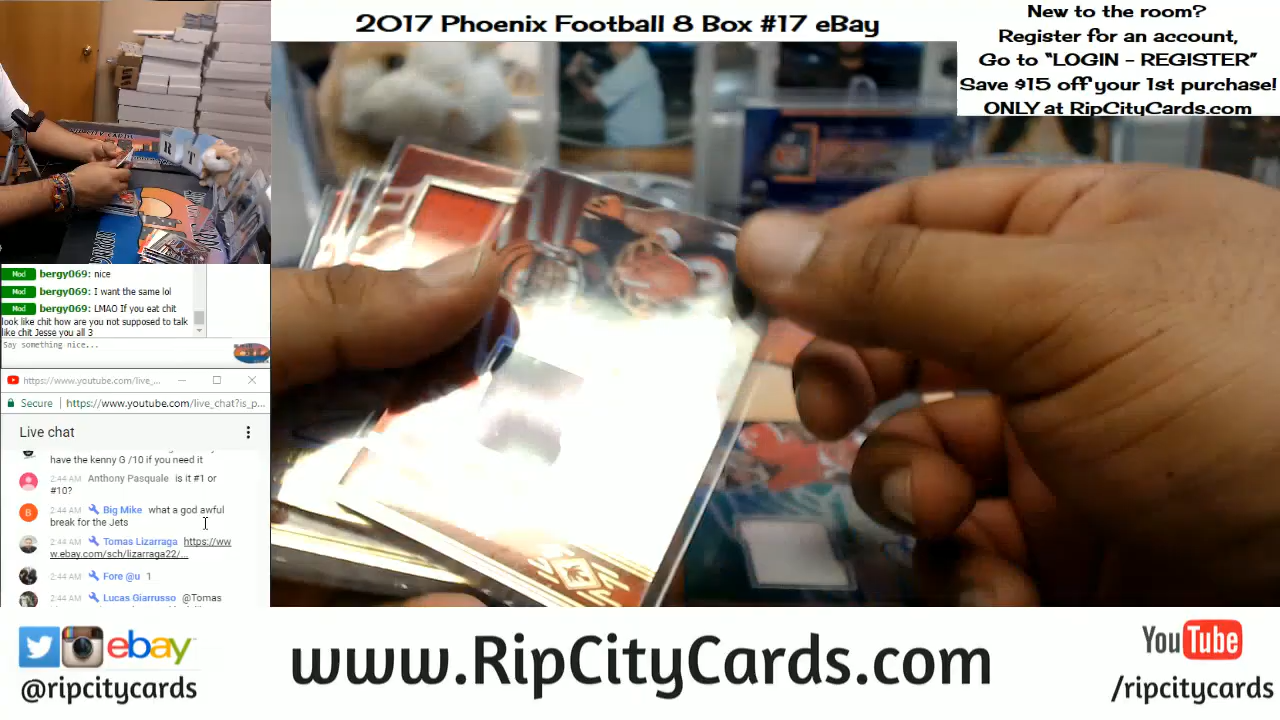 2017 Phoenix Football 8 Box #17 eBay
New to the room?
Register for an account,
Go to "LOGIN - REGISTER"
Save $15 off your 1st purchase!
ONLY at RipCityCards.com
R T
Mod bergy069: nice
Mod bergy069: I want the same lol
Mod bergy069: LMAO If you eat chit
look like chit how are you not supposed to talk
like chit Jesse you all 3
Say something nice...
https://www.youtube.com/live_...
Secure https://www.youtube.com/live_chat?is_p...
Live chat
have the kenny G /10 if you need it
2:44 AM Anthony Pasquale is it #1 or
#10?
2:44 AM Big Mike what a god awful
break for the Jets
2:44 AM Tomas Lizarraga https://ww
w.ebay.com/sch/lizarraga22/...
2:44 AM Fore @u 1
2:44 AM Lucas Giarrusso @Tomas
ebay
@ripcitycards
www.RipCityCards.com
YouTube
/ripcitycards